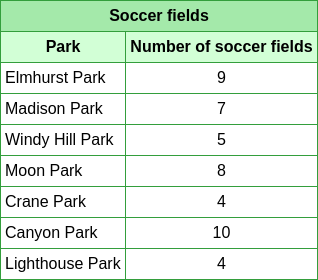 Soccer fields
Park Number of soccer fields
Elmhurst Park 9
Madison Park 7
Windy Hill Park 5
Moon Park 8
Crane Park 4
Canyon Park 10
Lighthouse Park 4